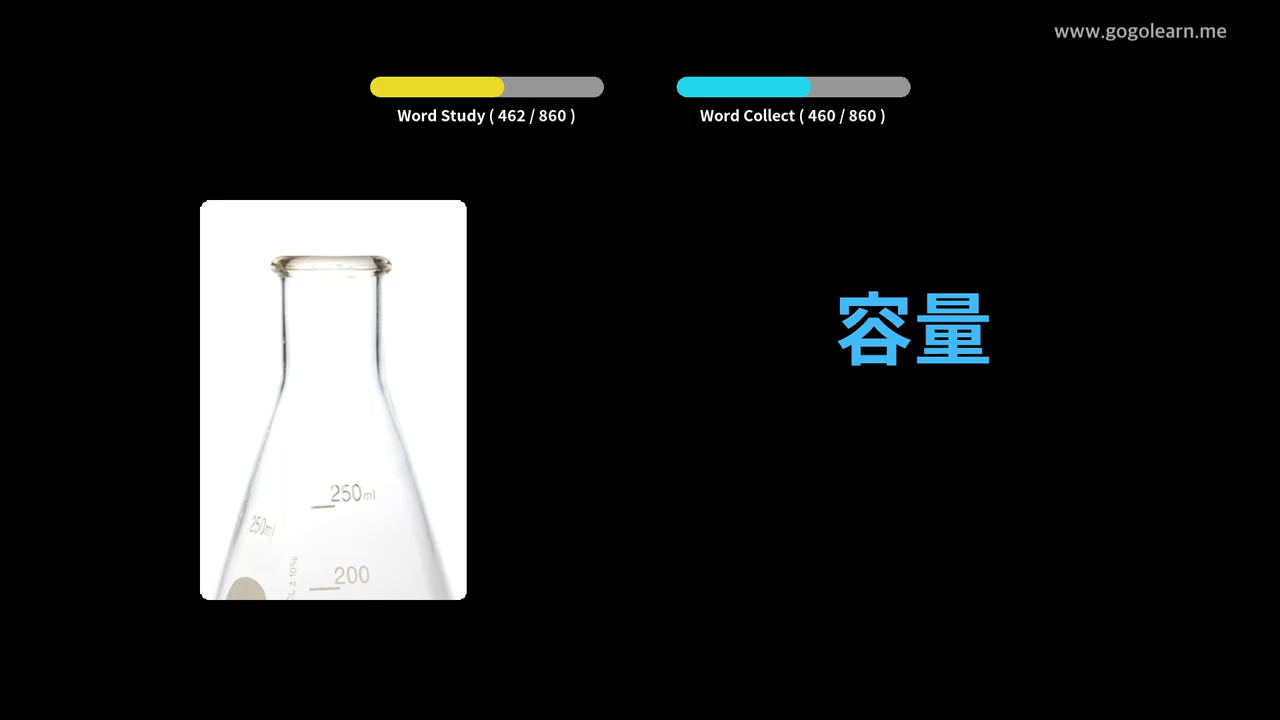 www.gogolearn.me
Word Study ( 462 / 860 )
Word Collect ( 460 / 860 )
容量
250ml
250ml
200